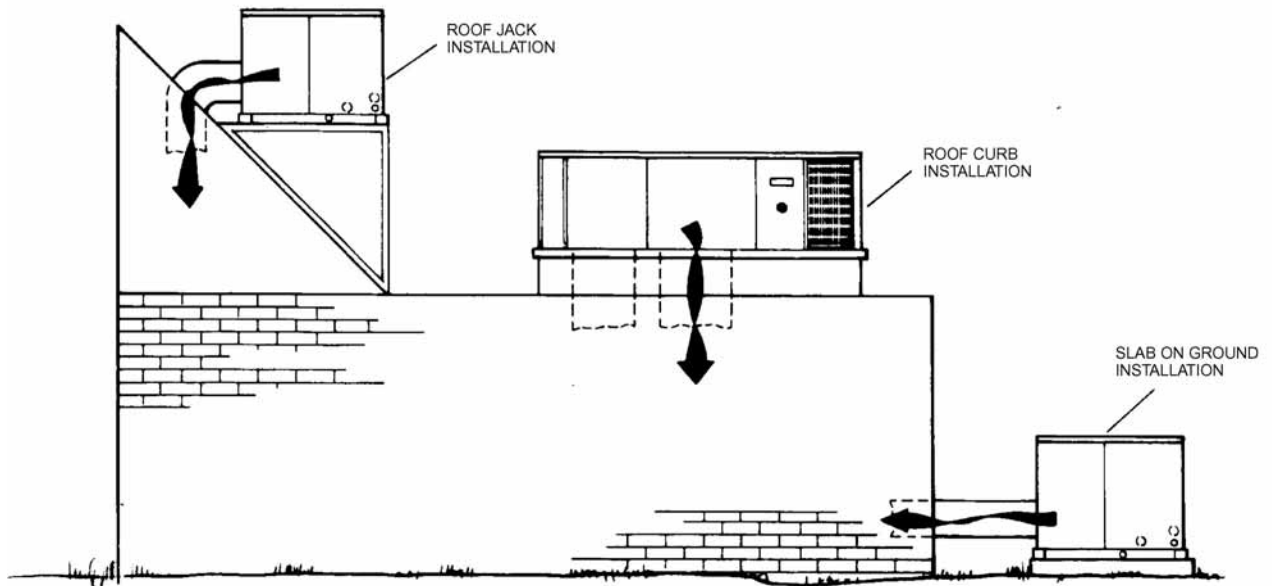 ROOF JACK
INSTALLATION
ROOF CURB
INSTALLATION
SLAB ON GROUND
INSTALLATION